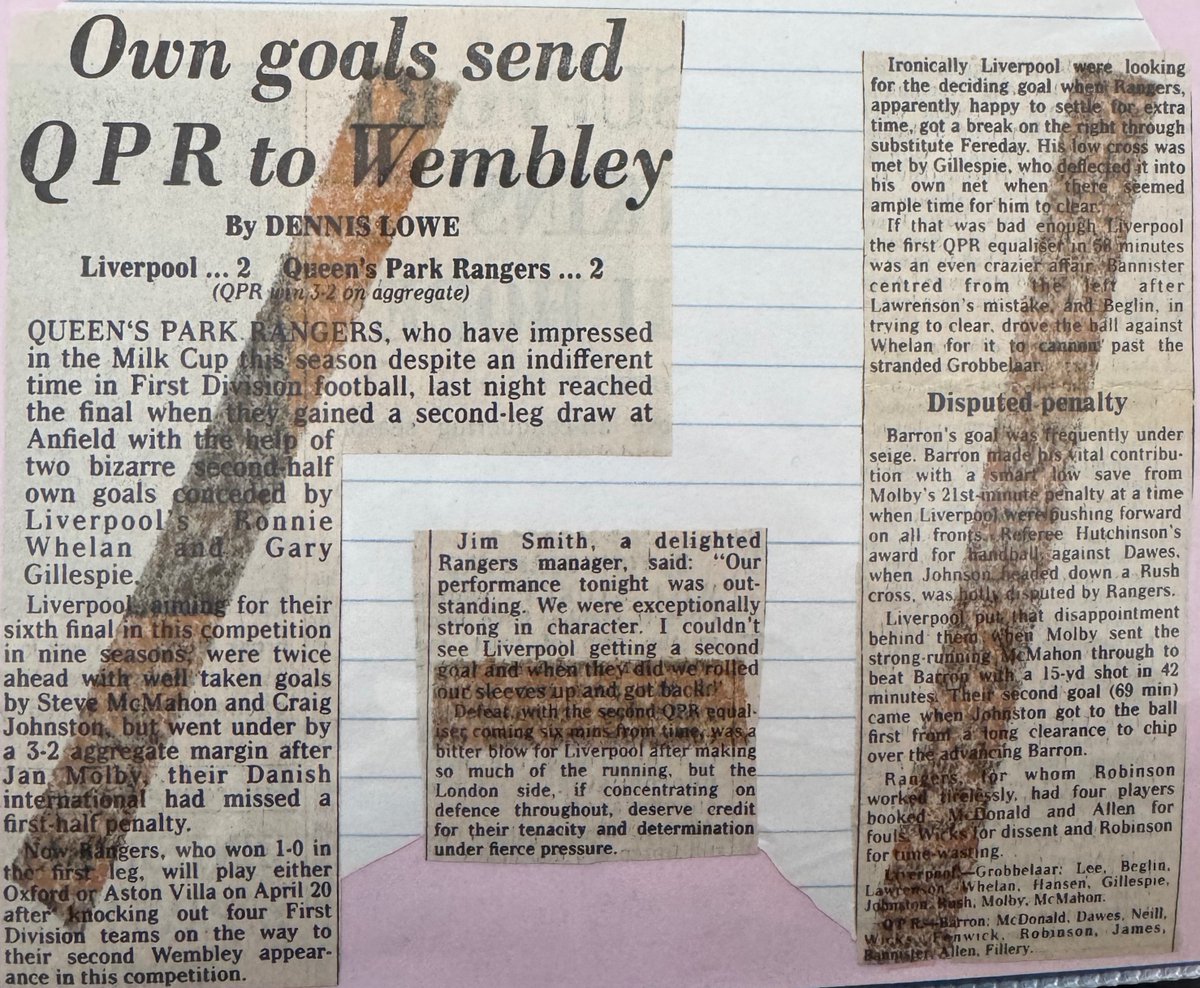 Own goals send
QPR to Wembley
By DENNIS LOWE
Liverpool ... 2 Queen's Park Rangers ... 2
(QPR win 3-2 on aggregate)
QUEEN'S PARK RANGERS, who have impressed
in the Milk Cup this season despite an indifferent
time in First Division football, last night reached
the final when they gained a second-leg draw at
Anfield with the help of
two bizarre second-half
own goals conceded by
Liverpool's Ronnie
Whelan and Gary
Gillespie.
Liverpool, aiming for their
sixth final in this competition
in nine seasons, were twice
ahead with well taken goals
by Steve McMahon and Craig
Johnston, but went under by
a 3-2 aggregate margin after
Jan Molby, their Danish
international had missed a
first-half penalty.
Now Rangers, who won 1-0 in
the first leg, will play either
Oxford or Aston Villa on April 20
after knocking out four First
Division teams on the way to
their second Wembley appear-
ance in this competition.
Jim Smith, a delighted
Rangers manager, said: "Our
performance tonight was out-
standing. We were exceptionally
strong in character. I couldn't
see Liverpool getting a second
goal and when they did we rolled
our sleeves up and got back."
Defeat, with the second QPR equal-
iser coming six mins from time, was a
bitter blow for Liverpool after making
so much of the running, but the
London side, if concentrating on
defence throughout, deserve credit
for their tenacity and determination
under fierce pressure.
Ironically Liverpool were looking
for the deciding goal when Rangers,
apparently happy to settle for extra
time, got a break on the right through
substitute Fereday. His low cross was
met by Gillespie, who deflected it into
his own net when there seemed
ample time for him to clear.
If that was bad enough Liverpool
the first QPR equaliser in 58 minutes
was an even crazier affair. Bannister
centred from the left after
Lawrenson's mistake, and Beglin, in
trying to clear, drove the ball against
Whelan for it to cannon past the
stranded Grobbelaar.
Disputed penalty
Barron's goal was frequently under
seige. Barron made his vital contribu-
tion with a smart low save from
Molby's 21st-minute penalty at a time
when Liverpool were pushing forward
on all fronts. Referee Hutchinson's
award for handball against Dawes,
when Johnson headed down a Rush
cross, was hotly disputed by Rangers.
Liverpool put that disappointment
behind them when Molby sent the
strong-running McMahon through to
beat Barron with a 15-yd shot in 42
minutes. Their second goal (69 min)
came when Johnston got to the ball
first from a long clearance to chip
over the advancing Barron.
Rangers, for whom Robinson
worked tirelessly, had four players
booked, McDonald and Allen for
fouls, Wicks for dissent and Robinson
for time-wasting.
Liverpool.—Grobbelaar; Lee, Beglin,
Lawrenson, Whelan, Hansen, Gillespie,
Johnston, Rush, Molby, McMahon.
QPR—Barron; McDonald, Dawes, Neill,
Wicks, Fenwick, Robinson, James,
Bannister, Allen, Fillery.